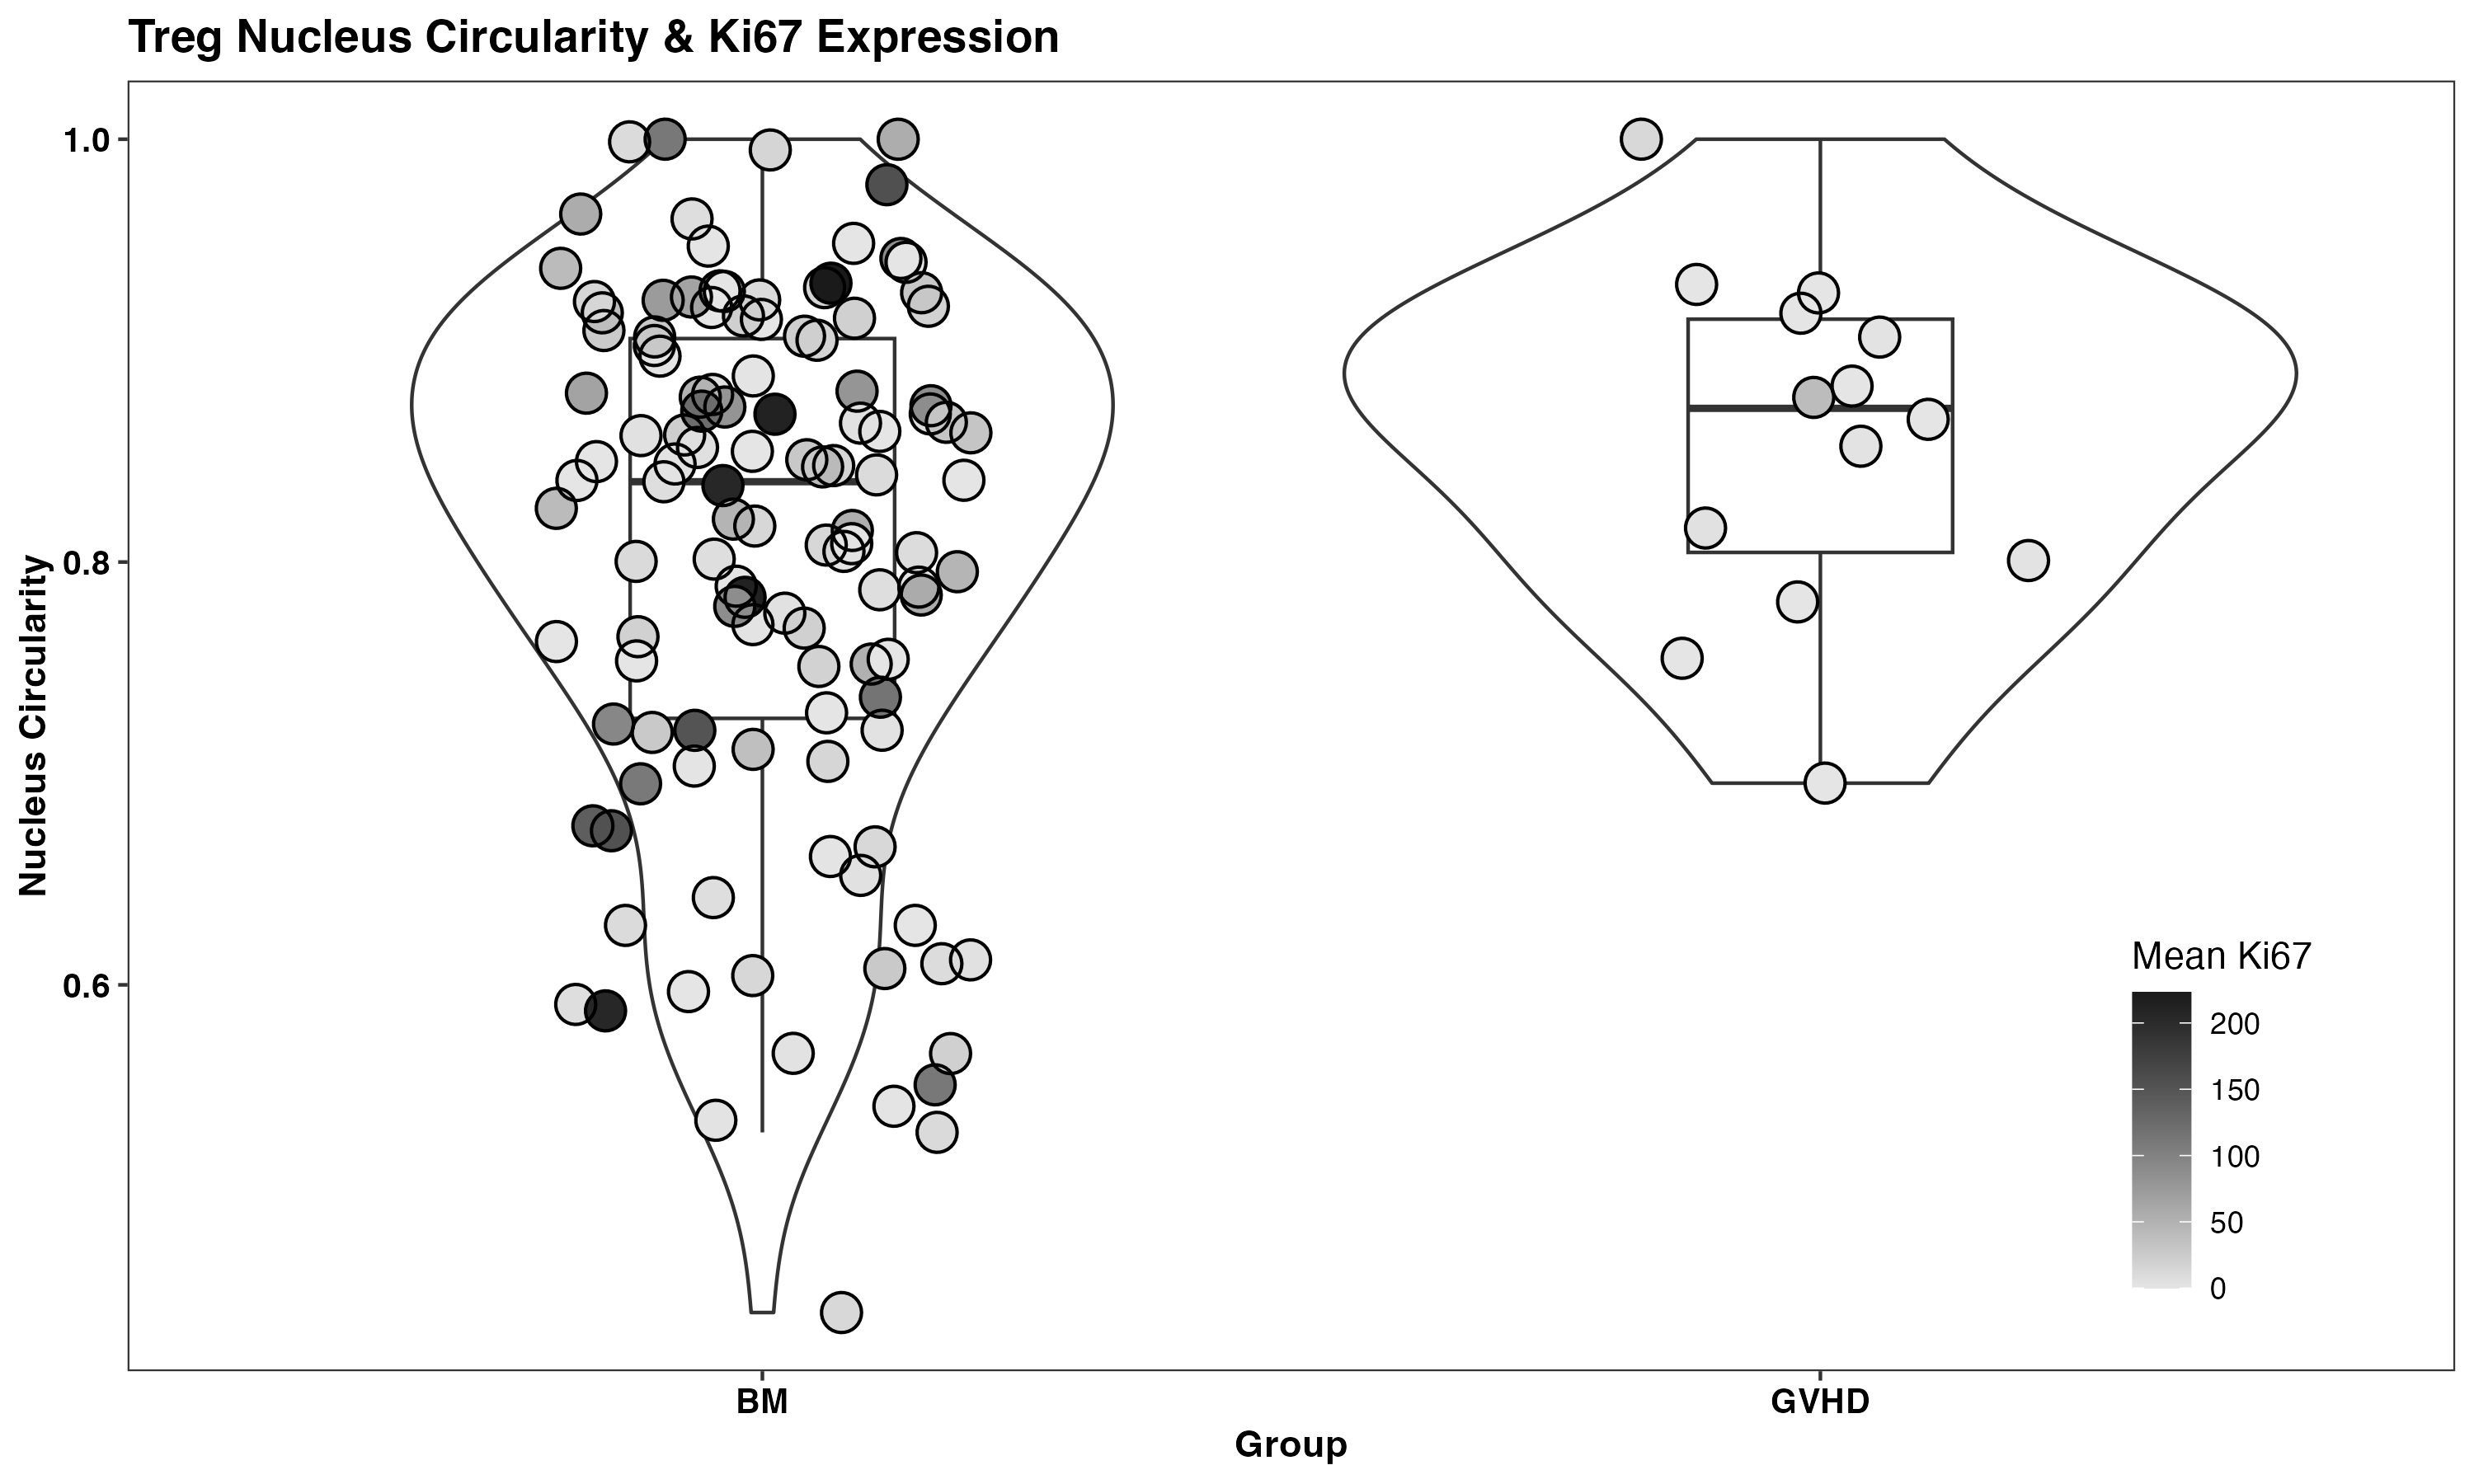 Treg Nucleus Circularity & Ki67 Expression
Nucleus Circularity
1.0
0.8
0.6
Mean Ki67
200
150
100
50
0
BM
GVHD
Group